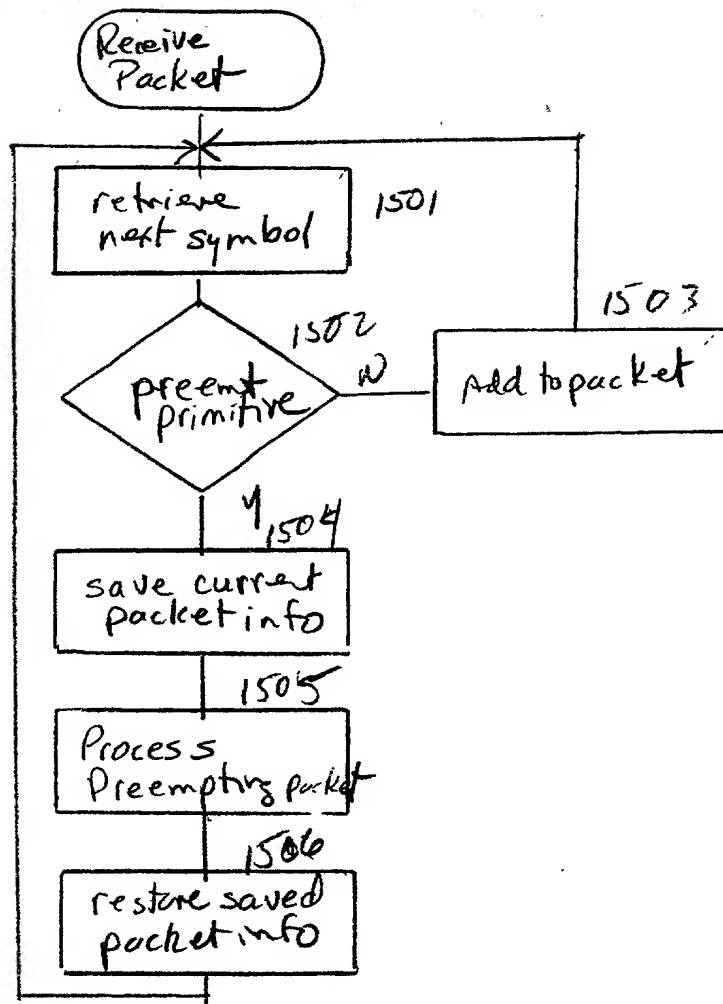 Receive
Packet
retrieve
next symbol
1501
1502
preemt
primitive
N
1503
Add to packet
Y
1504
save current
packet info
1505
Process
Preempting packet
1506
restore saved
packet info